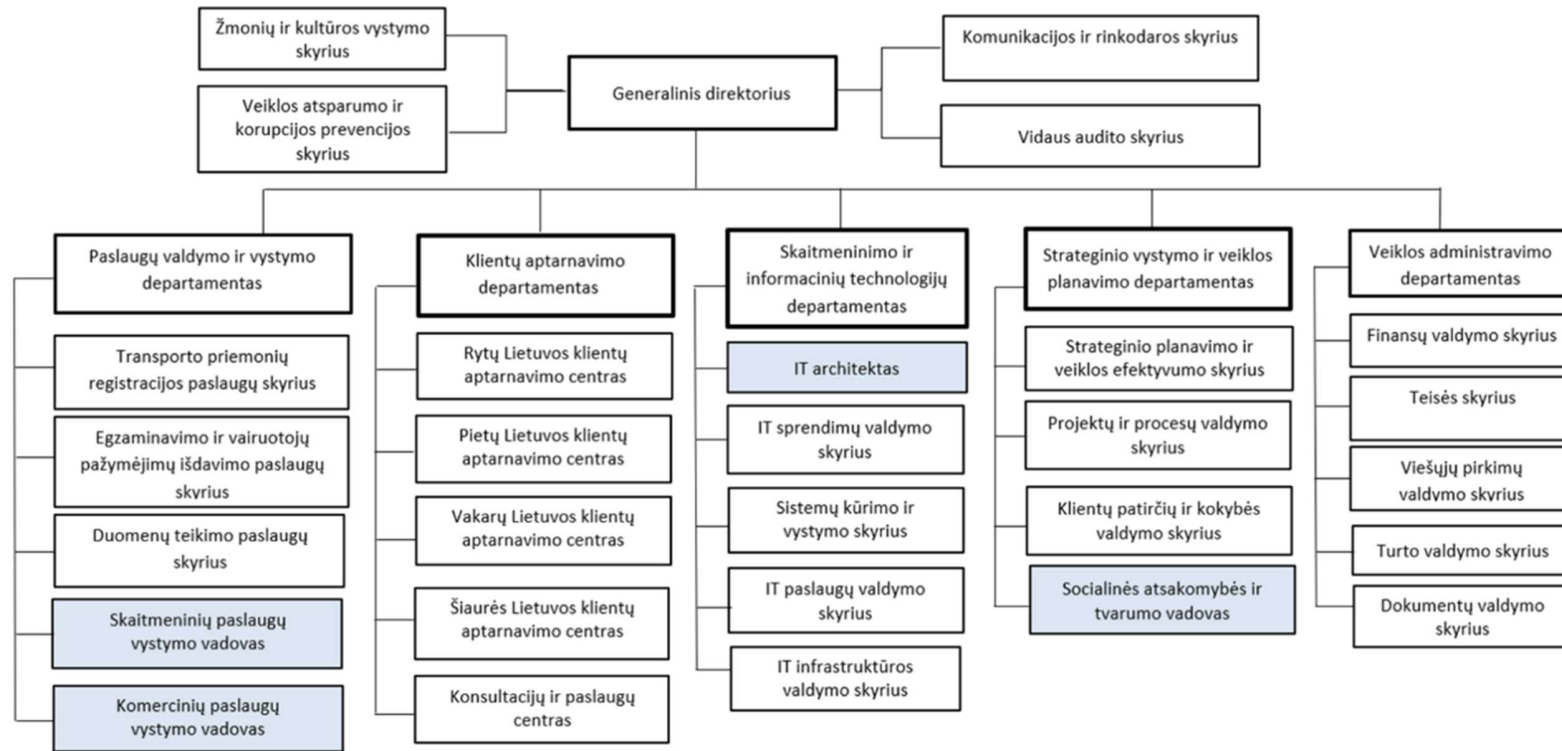 Žmonių ir kultūros vystymo
skyrius
Veiklos atsparumo ir
korupcijos prevencijos
skyrius
Generalinis direktorius
Komunikacijos ir rinkodaros skyrius
Vidaus audito skyrius
Paslaugų valdymo ir vystymo
departamentas
Transporto priemonių
registracijos paslaugų skyrius
Egzaminavimo ir vairuotojų
pažymėjimų išdavimo paslaugų
skyrius
Duomenų teikimo paslaugų
skyrius
Skaitmeninių paslaugų
vystymo vadovas
Komercinių paslaugų
vystymo vadovas
Klientų aptarnavimo
departamentas
Rytų Lietuvos klientų
aptarnavimo centras
Pietų Lietuvos klientų
aptarnavimo centras
Vakarų Lietuvos klientų
aptarnavimo centras
Šiaurės Lietuvos klientų
aptarnavimo centras
Konsultacijų ir paslaugų
centras
Skaitmeninimo ir
informacinių technologijų
departamentas
IT architektas
IT sprendimų valdymo
skyrius
Sistemų kūrimo ir
vystymo skyrius
IT paslaugų valdymo
skyrius
IT infrastruktūros
valdymo skyrius
Strateginio vystymo ir veiklos
planavimo departamentas
Strateginio planavimo ir
veiklos efektyvumo skyrius
Projektų ir procesų valdymo
skyrius
Klientų patirčių ir kokybės
valdymo skyrius
Socialinės atsakomybės ir
tvarumo vadovas
Veiklos administravimo
departamentas
Finansų valdymo skyrius
Teisės skyrius
Viešųjų pirkimų
valdymo skyrius
Turto valdymo skyrius
Dokumentų valdymo
skyrius